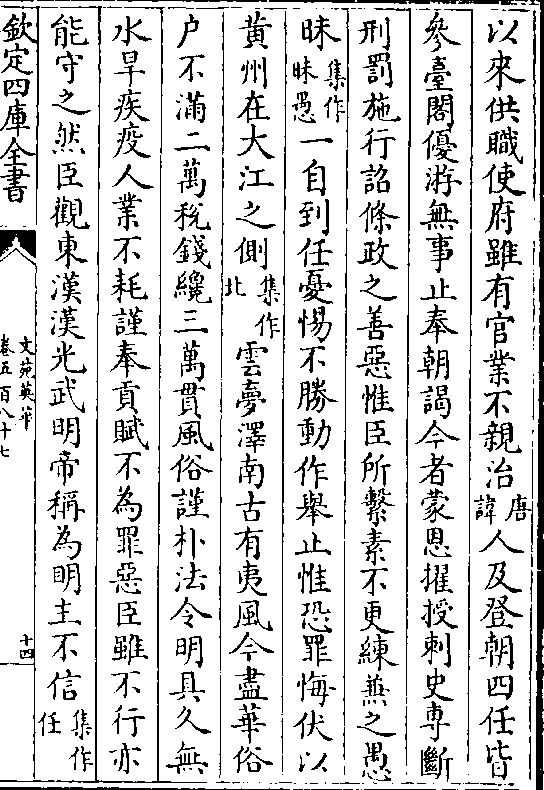 以來供職使府雖有官業不親治唐諱人及登朝四任皆
參臺閣優游無事止奉朝謁今者蒙恩擢授刺史專斷
刑罰施行詔條政之善惡惟臣所繫素不更練兼之愚
昧集作昧愚一自到任憂惕不勝動作舉止惟恐罪悔伏以
黄州在大江之側集作北雲夢澤南古有夷風今盡華俗
户不滿二萬稅錢纔三萬貫風俗謹朴法令明具久無
水旱疾疫人業不耗謹奉貢賦不為罪惡臣雖不行亦
能守之然臣觀東漢漢光武明帝稱為明主不信集作任
欽定四庫全書
文苑英華
卷五百八十七
十四